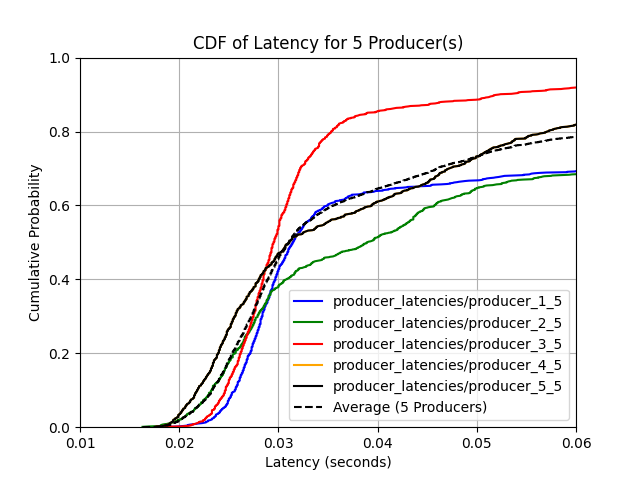 CDF of Latency for 5 Producer(s)
1.0
0.8
0.6
0.4
0.2
0.0
Cumulative Probability
producer_latencies/producer_1_5
producer_latencies/producer_2_5
producer_latencies/producer_3_5
producer_latencies/producer_4_5
producer_latencies/producer_5_5
Average (5 Producers)
0.01 0.02 0.03 0.04 0.05 0.06
Latency (seconds)